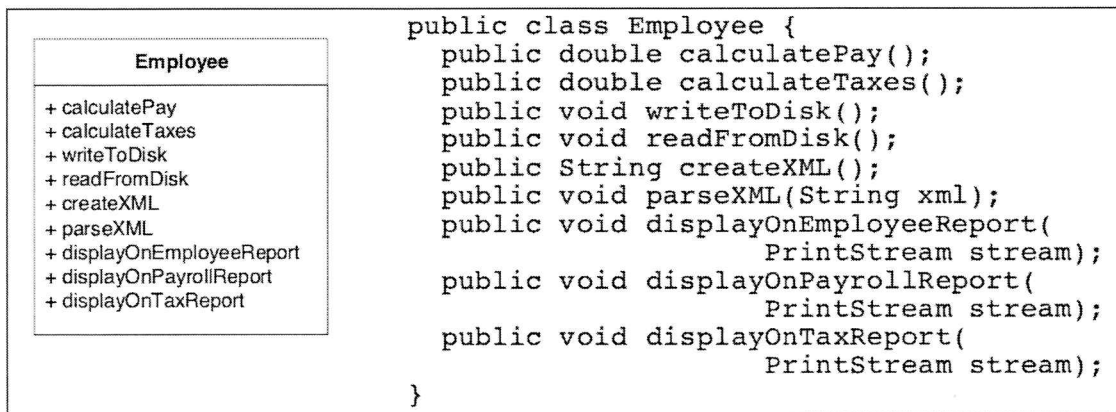 Employee
+ calculatePay
+ calculateTaxes
+ writeToDisk
+ readFromDisk
+ createXML
+ parseXML
+ displayOnEmployeeReport
+ displayOnPayrollReport
+ displayOnTaxReport
public class Employee {
public double calculatePay();
public double calculateTaxes();
public void writeToDisk();
public void readFromDisk();
public String createXML();
public void parseXML(String xml);
public void displayOnEmployeeReport(
PrintStream stream);
public void displayOnPayrollReport(
PrintStream stream);
public void displayOnTaxReport(
PrintStream stream);
}